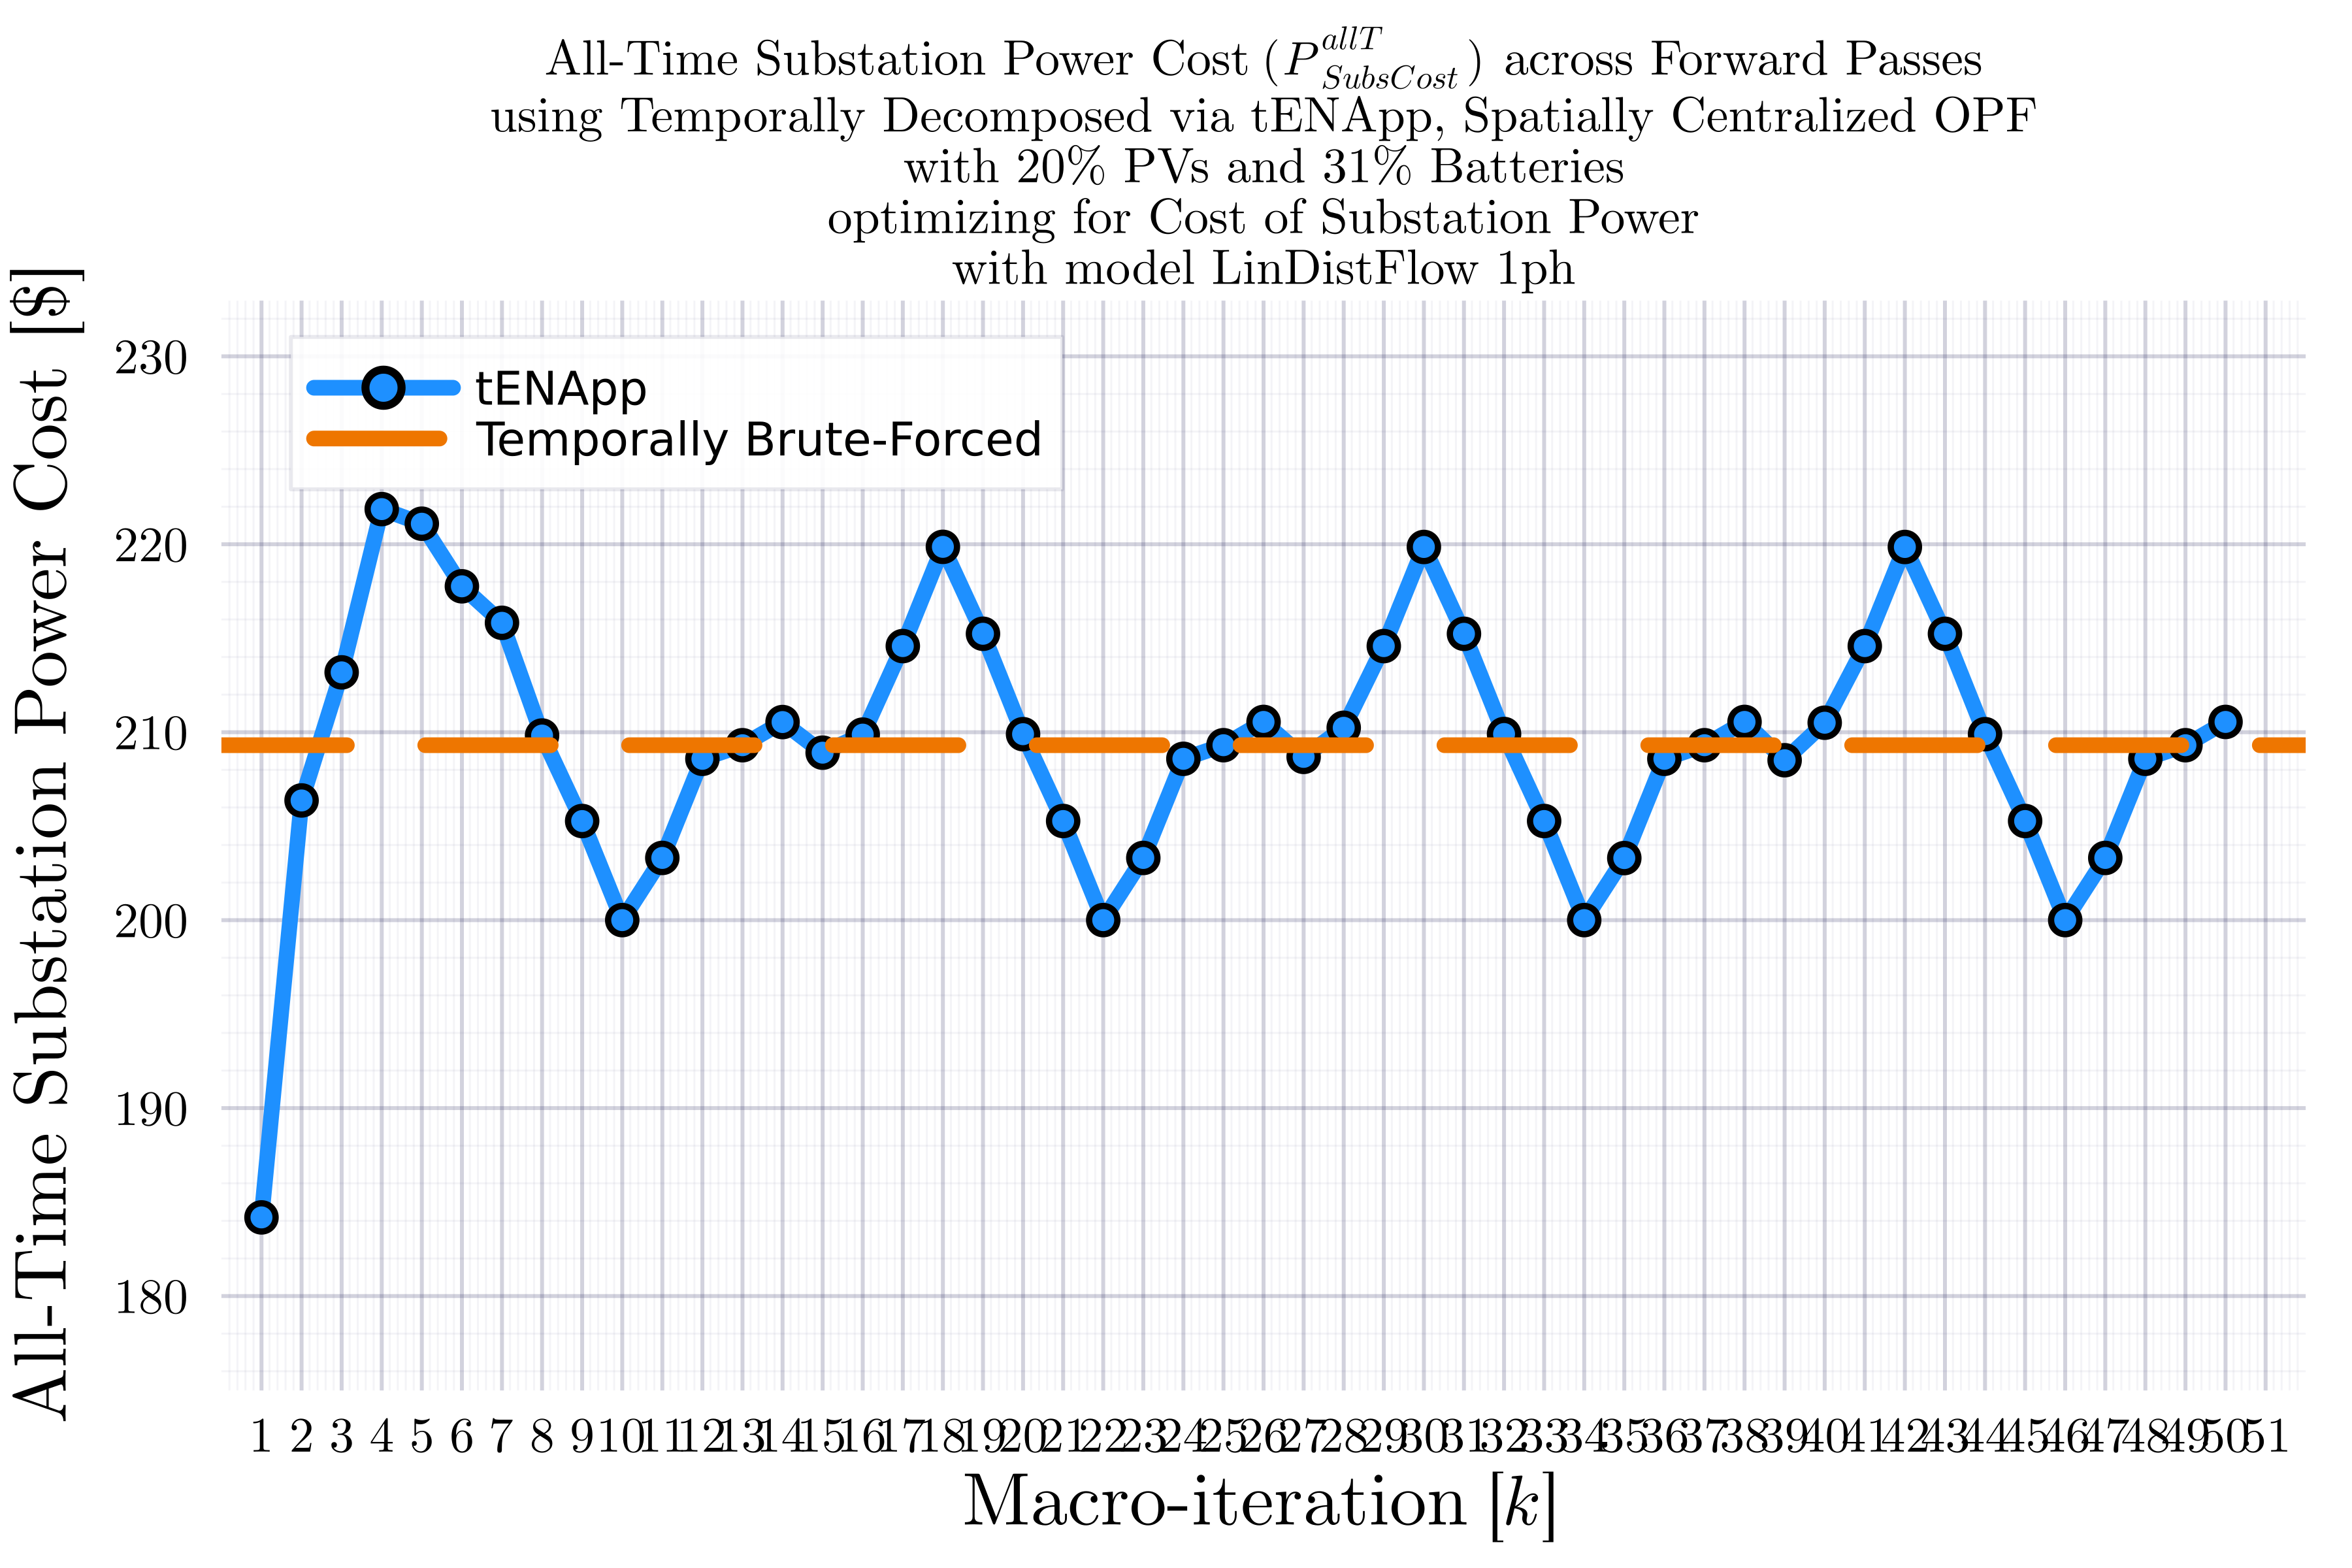 All-Time Substation Power Cost ($P^{allT}_{SubsCost}$) across Forward Passes
using Temporally Decomposed via tENApp, Spatially Centralized OPF
with 20% PVs and 31% Batteries
optimizing for Cost of Substation Power
with model LinDistFlow 1ph
All-Time Substation Power Cost [$]
230
220
210
200
190
180
tENApp
Temporally Brute-Forced
1 2 3 4 5 6 7 8 9 10 11 12 13 14 15 16 17 18 19 20 21 22 23 24 25 26 27 28 29 30 31 32 33 34 35 36 37 38 39 40 41 42 43 44 45 46 47 48 49 50 51
Macro-iteration [k]